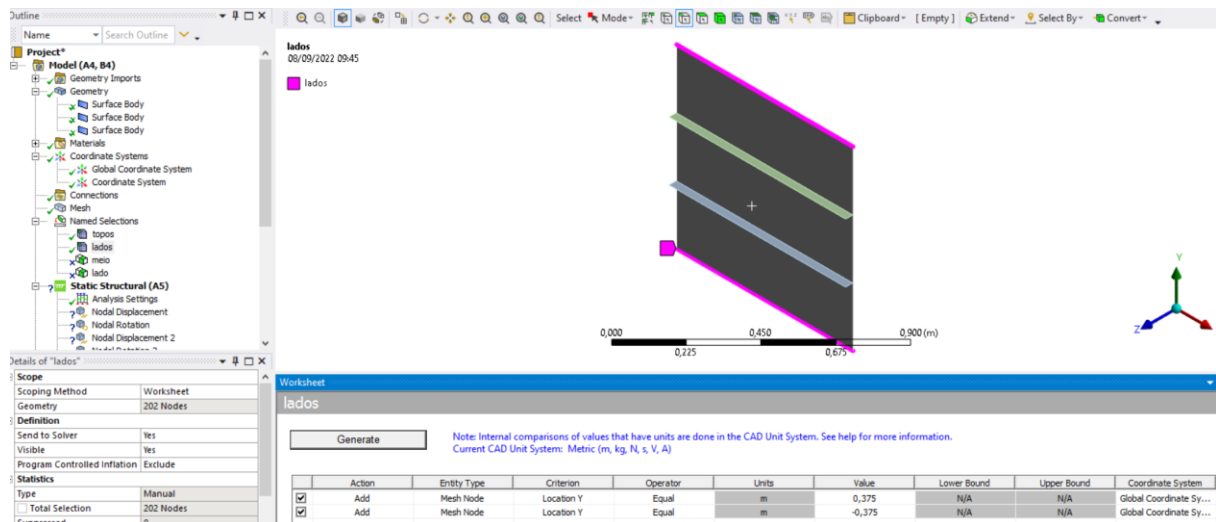 Outline
Name Search Outline
Select Mode Clipboard [ Empty ] Extend Select By Convert
Project*
Model (A4, B4)
Geometry Imports
Geometry
Surface Body
Surface Body
Surface Body
Materials
Coordinate Systems
Global Coordinate System
Coordinate System
Connections
Mesh
Named Selections
topos
lados
meio
lado
Static Structural (A5)
Analysis Settings
Nodal Displacement
Nodal Rotation
Nodal Displacement 2
lados
08/09/2022 09:45
lados
0,000 0,450 0,900 (m)
0,225 0,675
Y
Z
Details of "lados"
Scope
Scoping Method Worksheet
Geometry 202 Nodes
Definition
Send to Solver Yes
Visible Yes
Program Controlled Inflation Exclude
Statistics
Type Manual
Total Selection 202 Nodes
Worksheet
lados
Generate
Note: Internal comparisons of values that have units are done in the CAD Unit System. See help for more information.
Current CAD Unit System: Metric (m, kg, N, s, V, A)
Action Entity Type Criterion Operator Units Value Lower Bound Upper Bound Coordinate System
Add Mesh Node Location Y Equal m 0,375 N/A N/A Global Coordinate Sy...
Add Mesh Node Location Y Equal m -0,375 N/A N/A Global Coordinate Sy...